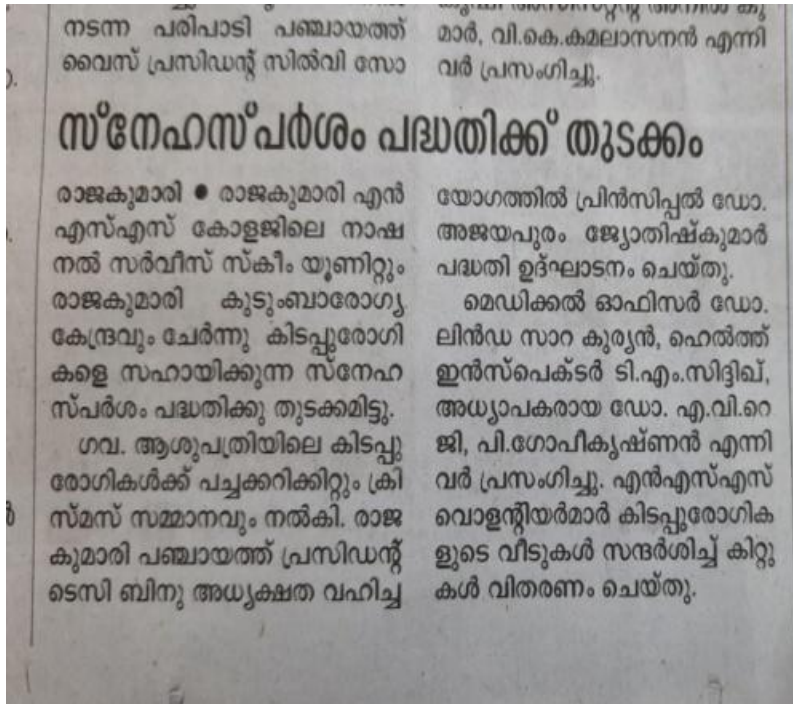 നടന്ന പരിപാടി പഞ്ചായത്ത്
വൈസ് പ്രസിഡന്റ് സിൽവി സോ
മാർ, വി.കെ.കമലാസനൻ എന്നി
വർ പ്രസംഗിച്ചു.
സ്നേഹസ്പർശം പദ്ധതിക്ക് തുടക്കം
രാജകുമാരി ● രാജകുമാരി എൻ
എസ്എസ് കോളജിലെ നാഷ
നൽ സർവീസ് സ്കീം യൂണിറ്റും
രാജകുമാരി കുടുംബാരോഗ്യ
കേന്ദ്രവും ചേർന്നു കിടപ്പുരോഗി
കളെ സഹായിക്കുന്ന സ്നേഹ
സ്പർശം പദ്ധതിക്കു തുടക്കമിട്ടു.
ഗവ. ആശുപത്രിയിലെ കിടപ്പു
രോഗികൾക്ക് പച്ചക്കറിക്കിറ്റും ക്രി
സ്മസ് സമ്മാനവും നൽകി. രാജ
കുമാരി പഞ്ചായത്ത് പ്രസിഡന്റ്
ടെസി ബിനു അധ്യക്ഷത വഹിച്ച
യോഗത്തിൽ പ്രിൻസിപ്പൽ ഡോ.
അജയപുരം ജ്യോതിഷ്കുമാർ
പദ്ധതി ഉദ്ഘാടനം ചെയ്തു.
മെഡിക്കൽ ഓഫിസർ ഡോ.
ലിൻഡ സാറ കുര്യൻ, ഹെൽത്ത്
ഇൻസ്പെക്ടർ ടി.എം.സിദ്ദിഖ്,
അധ്യാപകരായ ഡോ. എ.വി.റെ
ജി, പി.ഗോപീകൃഷ്ണൻ എന്നി
വർ പ്രസംഗിച്ചു. എൻഎസ്എസ്
വൊളന്റിയർമാർ കിടപ്പുരോഗിക
ളുടെ വീടുകൾ സന്ദർശിച്ച് കിറ്റു
കൾ വിതരണം ചെയ്തു.